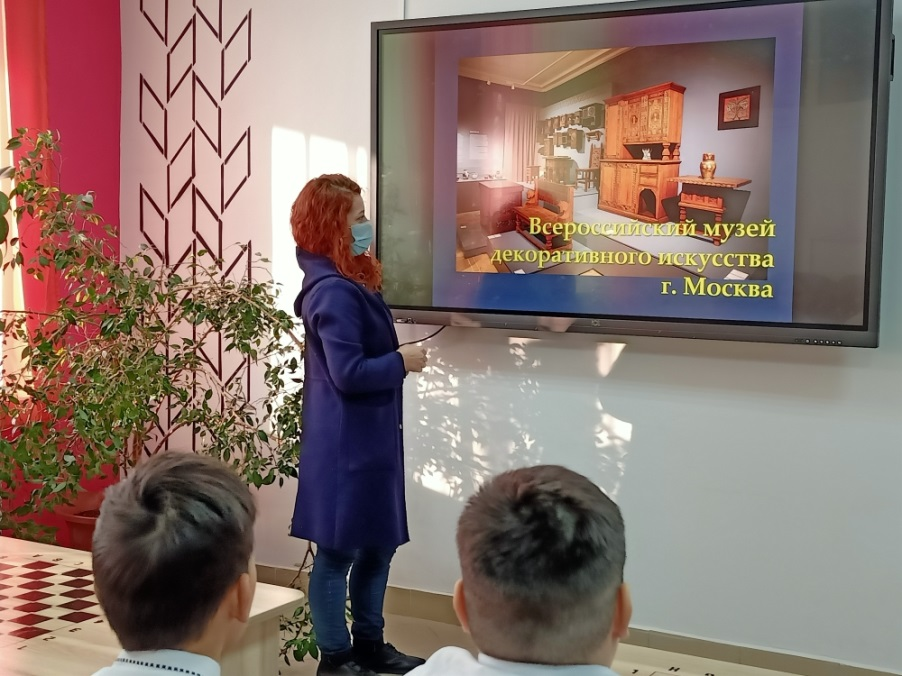 Всероссийский музей
декоративного искусства
г. Москва